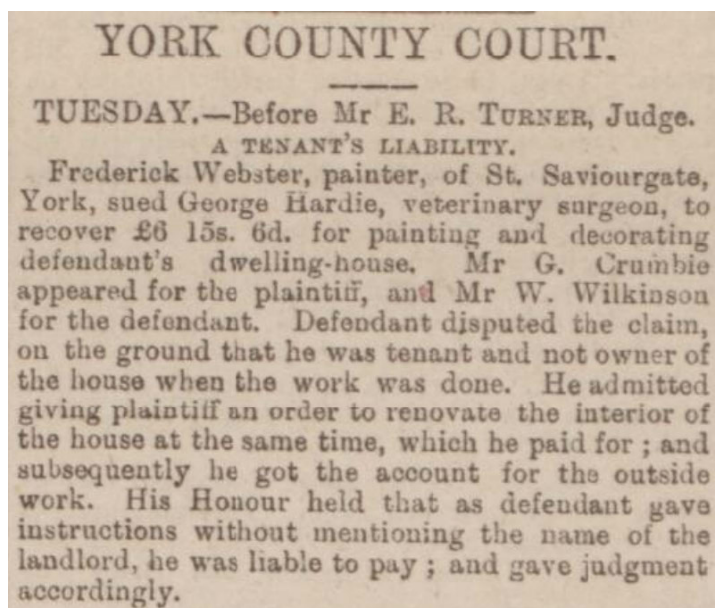 YORK COUNTY COURT.
TUESDAY.—Before Mr E. R. TURNER, Judge.
A TENANT'S LIABILITY.
Frederick Webster, painter, of St. Saviourgate,
York, sued George Hardie, veterinary surgeon, to
recover £6 15s. 6d. for painting and decorating
defendant's dwelling-house. Mr G. Crumbie
appeared for the plaintiff, and Mr W. Wilkinson
for the defendant. Defendant disputed the claim,
on the ground that he was tenant and not owner of
the house when the work was done. He admitted
giving plaintiff an order to renovate the interior of
the house at the same time, which he paid for; and
subsequently he got the account for the outside
work. His Honour held that as defendant gave
instructions without mentioning the name of the
landlord, he was liable to pay; and gave judgment
accordingly.